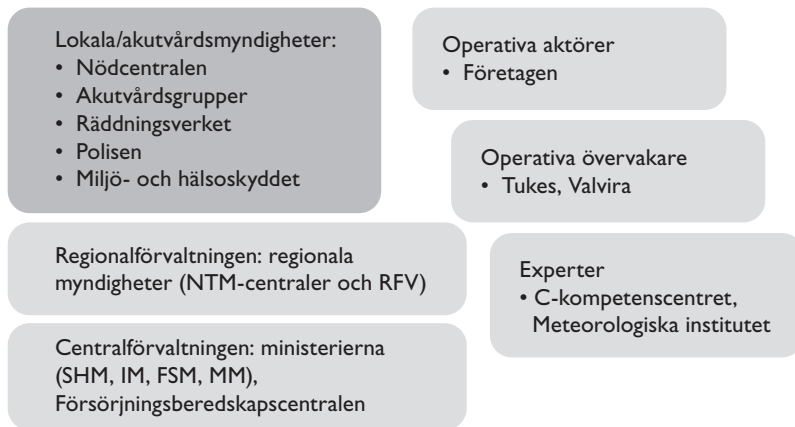 Lokala/akutvårdsmyndigheter:
• Nödcentralen
• Akutvårdsgrupper
• Räddningsverket
• Polisen
• Miljö- och hälsoskyddet
Operativa aktörer
• Företagen
Operativa övervakare
• Tukes, Valvira
Regionalförvaltningen: regionala
myndigheter (NTM-centraler och RFV)
Experter
• C-kompetenscentret,
Meteorologiska institutet
Centralförvaltningen: ministerierna
(SHM, IM, FSM, MM),
Försörjningsberedskapscentralen